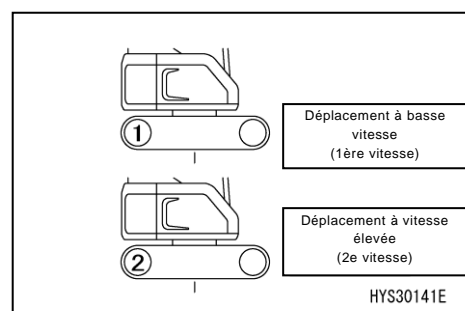 1
Déplacement à basse
vitesse
(1ère vitesse)
2
Déplacement à vitesse
élevée
(2e vitesse)
HYS30141E